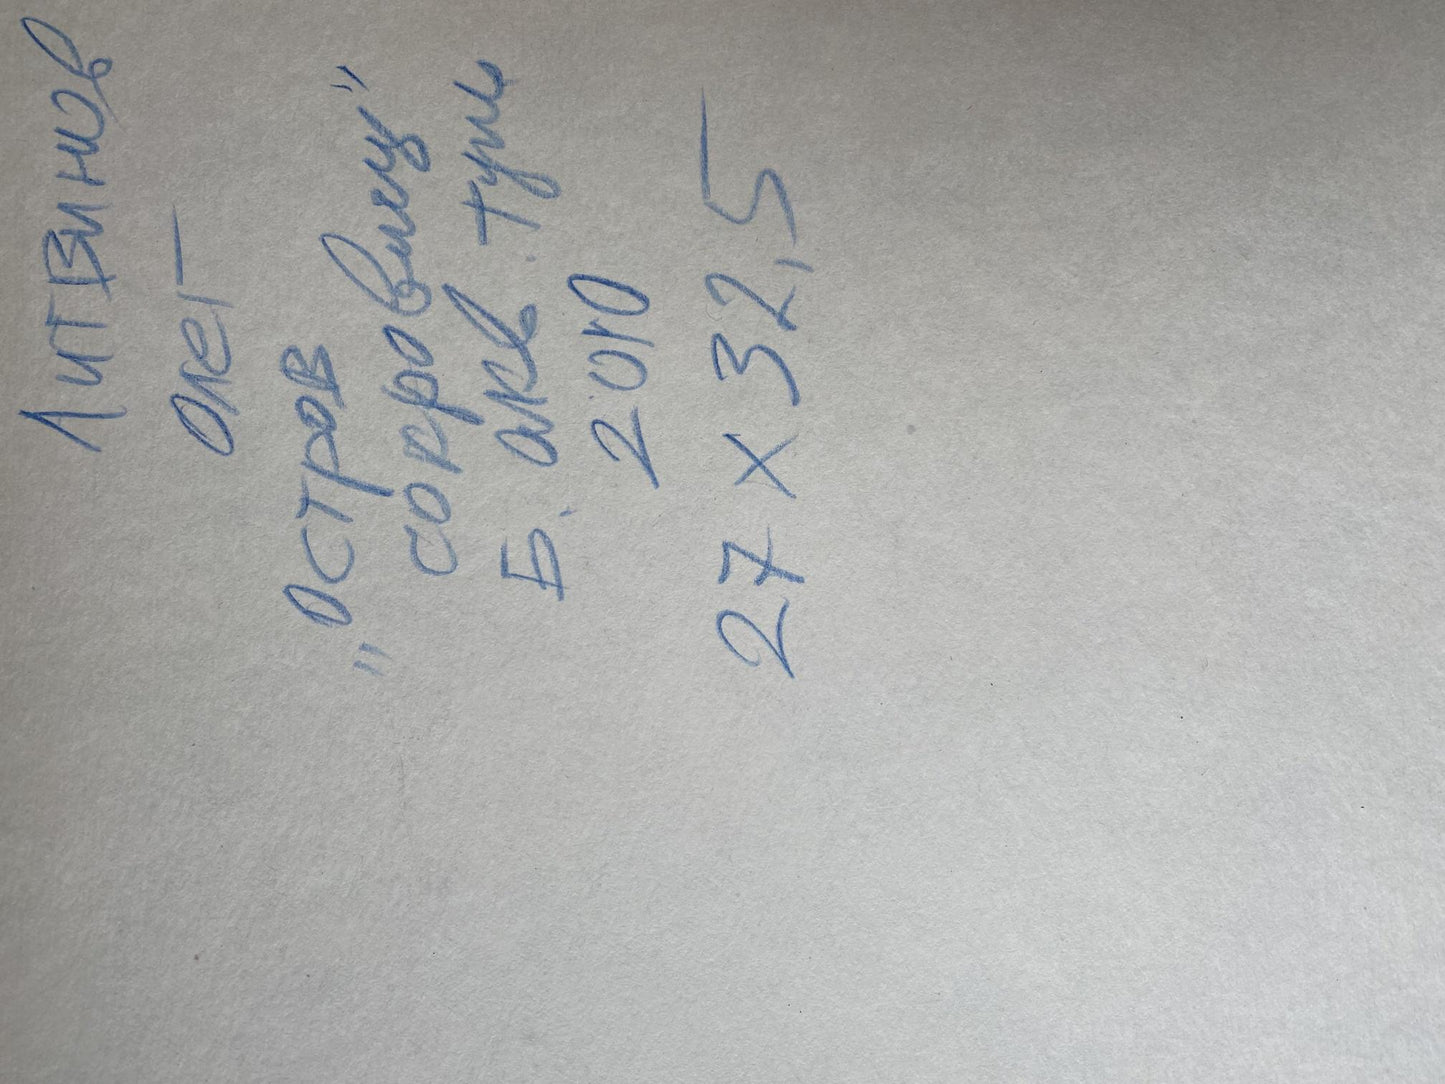 Литвинов
Олег
"Остров
сокровищ"
Б. акв. тушь
2010
27 х 32,5